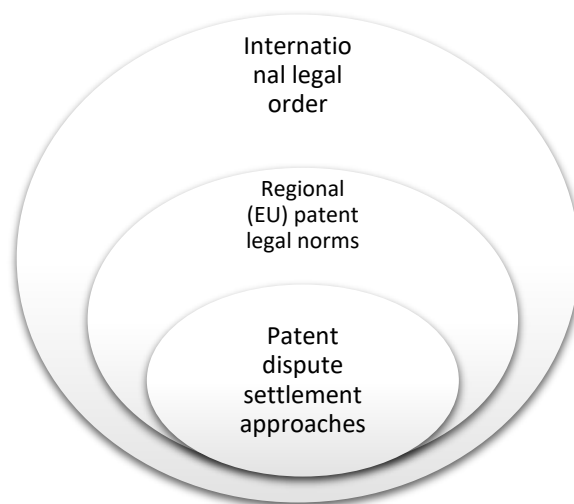 Internatio
nal legal
order
Regional
(EU) patent
legal norms
Patent
dispute
settlement
approaches